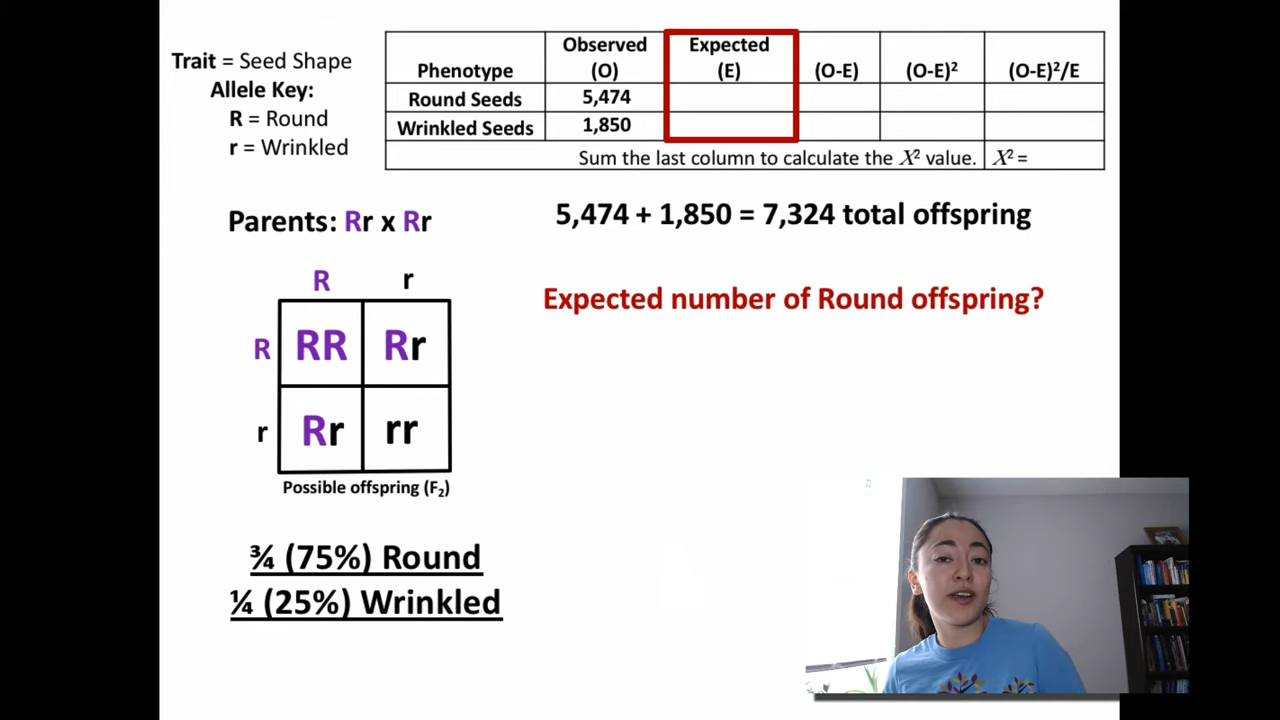 Trait = Seed Shape
Allele Key:
R = Round
r = Wrinkled
Phenotype Observed (O) Expected (E) (O-E) (O-E)² (O-E)²/E
Round Seeds 5,474
Wrinkled Seeds 1,850
Sum the last column to calculate the X² value. X² =
Parents: Rr x Rr
5,474 + 1,850 = 7,324 total offspring
Expected number of Round offspring?
R r
R RR Rr
r Rr rr
Possible offspring (F₂)
¾ (75%) Round
¼ (25%) Wrinkled